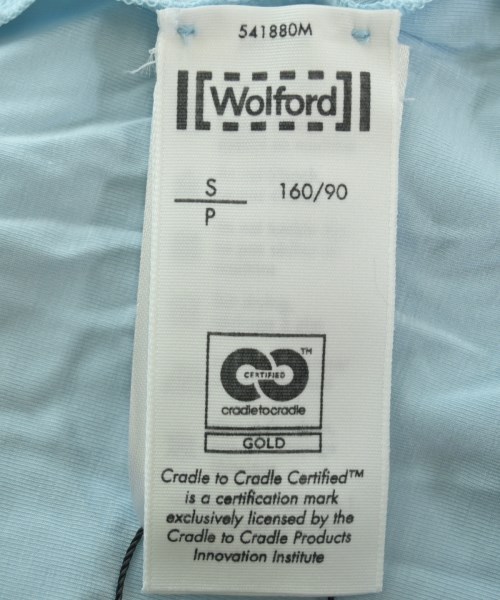 541880M
Wolford
S 160/90
P
CERTIFIED
TM
cradletocradle
GOLD
Cradle to Cradle Certified™
is a certification mark
exclusively licensed by the
Cradle to Cradle Products
Innovation Institute